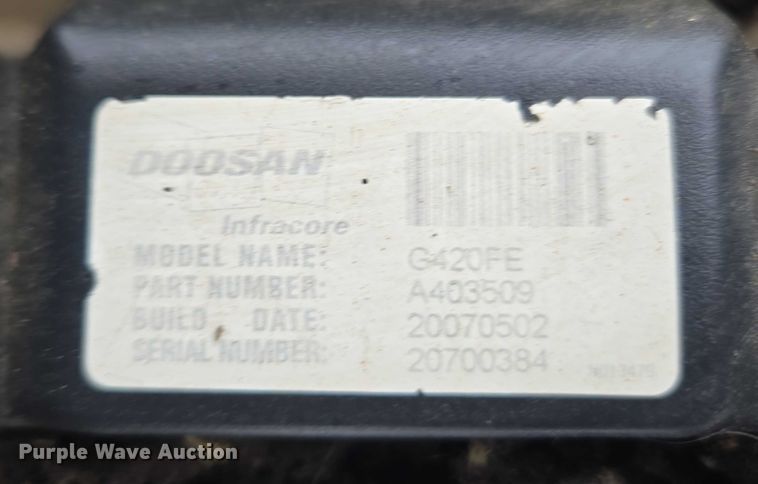 DOOSAN
Infracore
MODEL NAME: G420FE
PART NUMBER: A403509
BUILD DATE: 20070502
SERIAL NUMBER: 20700384
Purple Wave Auction